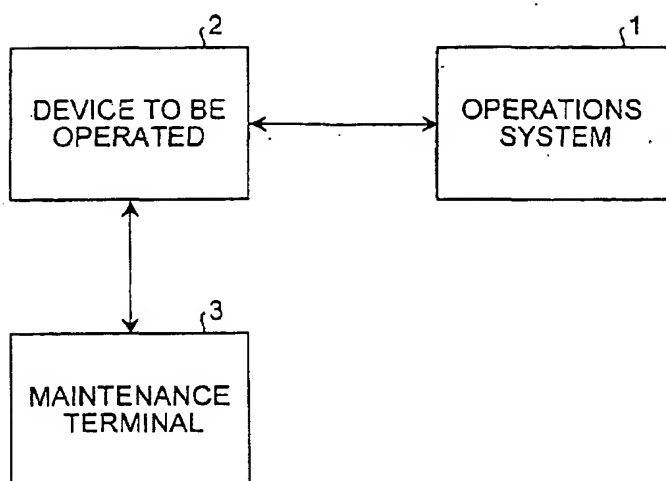 2
1
DEVICE TO BE
OPERATED
OPERATIONS
SYSTEM
3
MAINTENANCE
TERMINAL